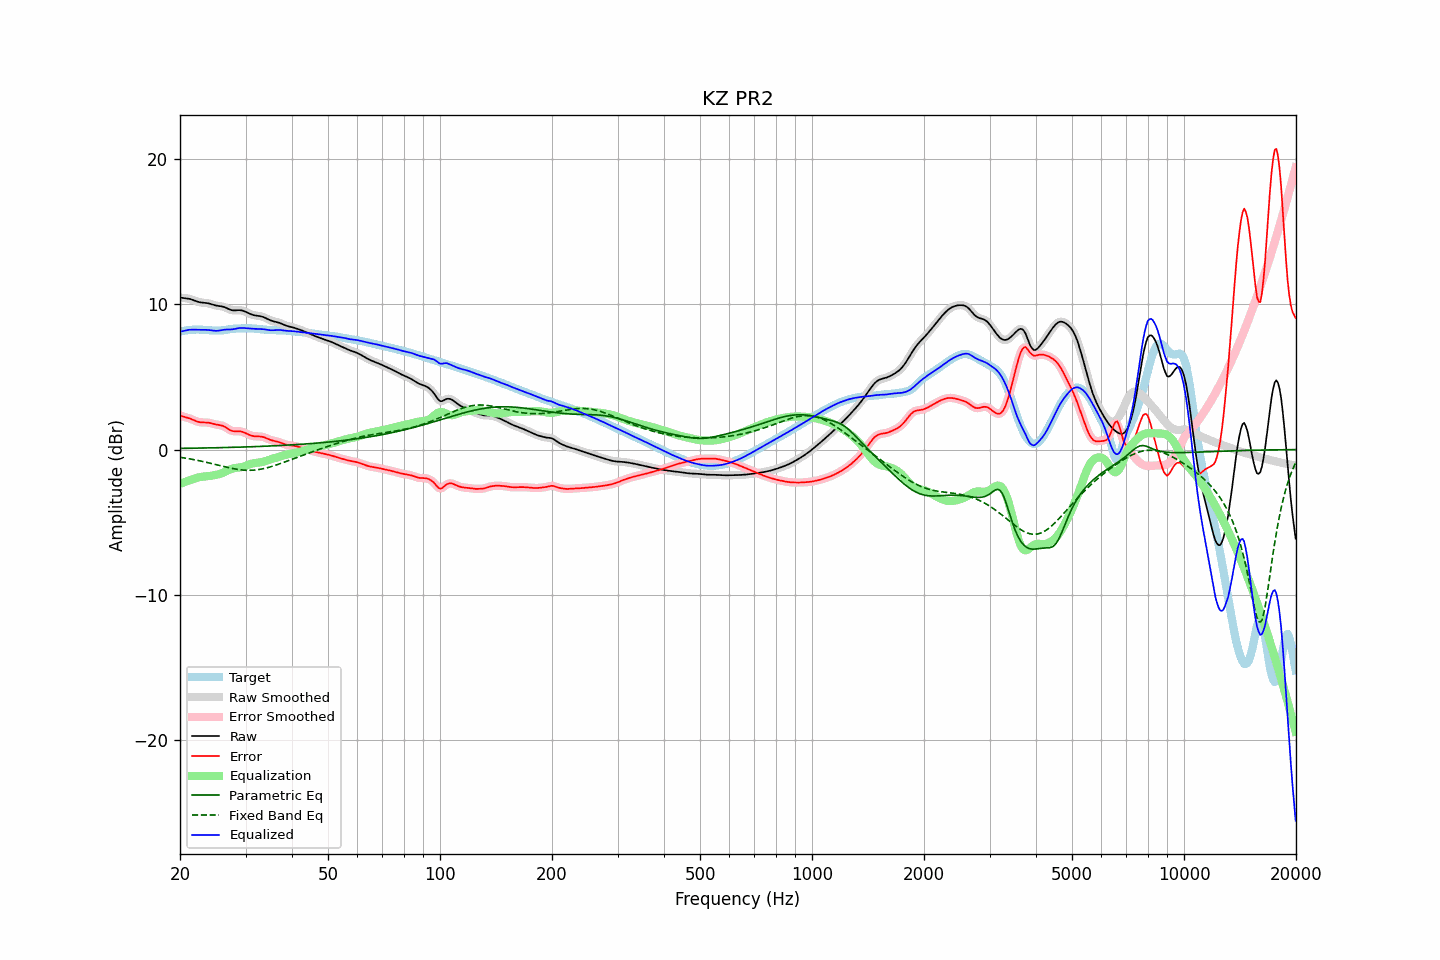 KZ PR2
Amplitude (dBr)
20
10
0
−10
−20
Target
Raw Smoothed
Error Smoothed
Raw
Error
Equalization
Parametric Eq
Fixed Band Eq
Equalized
20 50 100 200 500 1000 2000 5000 10000 20000
Frequency (Hz)